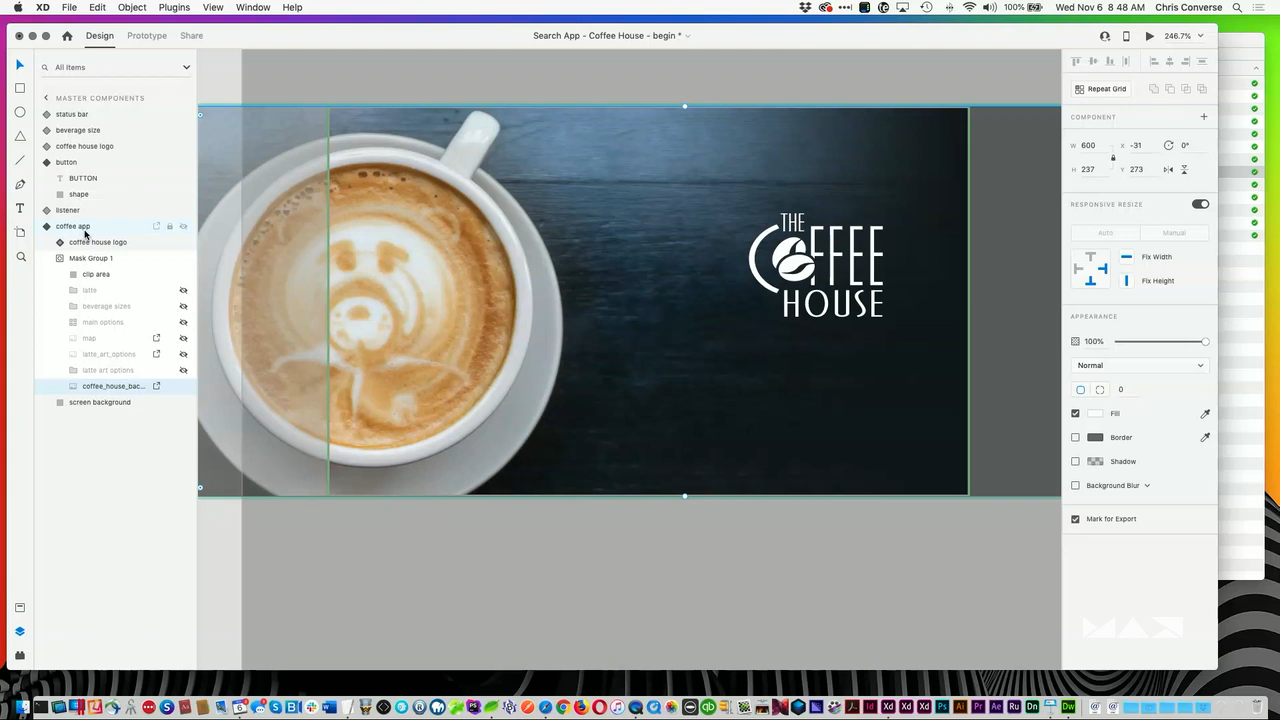 XD File Edit Object Plugins View Window Help
100% Wed Nov 6 8:48 AM Chris Converse
Design Prototype Share
Search App - Coffee House - begin *
246.7%
All Items
MASTER COMPONENTS
status bar
beverage size
coffee house logo
button
BUTTON
shape
listener
coffee app
coffee house logo
Mask Group 1
clip area
latte
beverage sizes
main options
map
latte_art_options
latte art options
coffee_house_bac...
screen background
THE
COFFEE
HOUSE
Repeat Grid
COMPONENT
W 600 X -31 0°
H 237 Y 273
RESPONSIVE RESIZE
Auto Manual
Fix Width
Fix Height
APPEARANCE
100%
Normal
0
Fill
Border
Shadow
Background Blur
Mark for Export
MAX